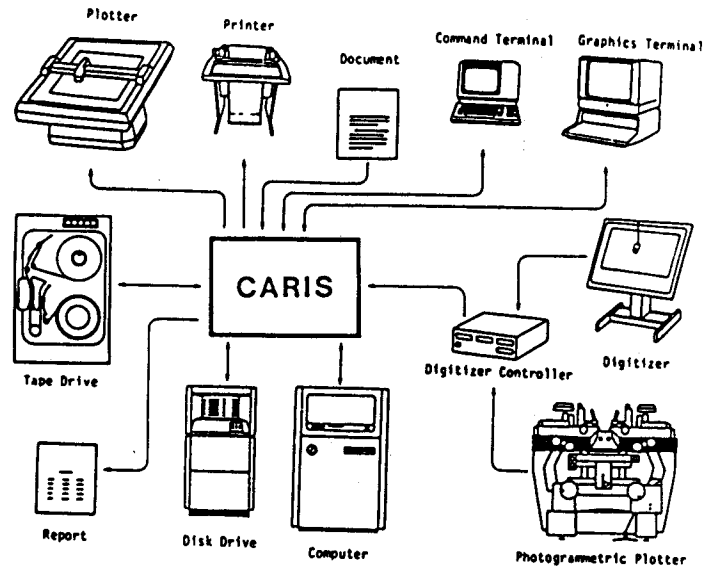 Plotter
Printer
Document
Command Terminal
Graphics Terminal
CARIS
Tape Drive
Digitizer Controller
Digitizer
Report
Disk Drive
Computer
Photogrammetric Plotter